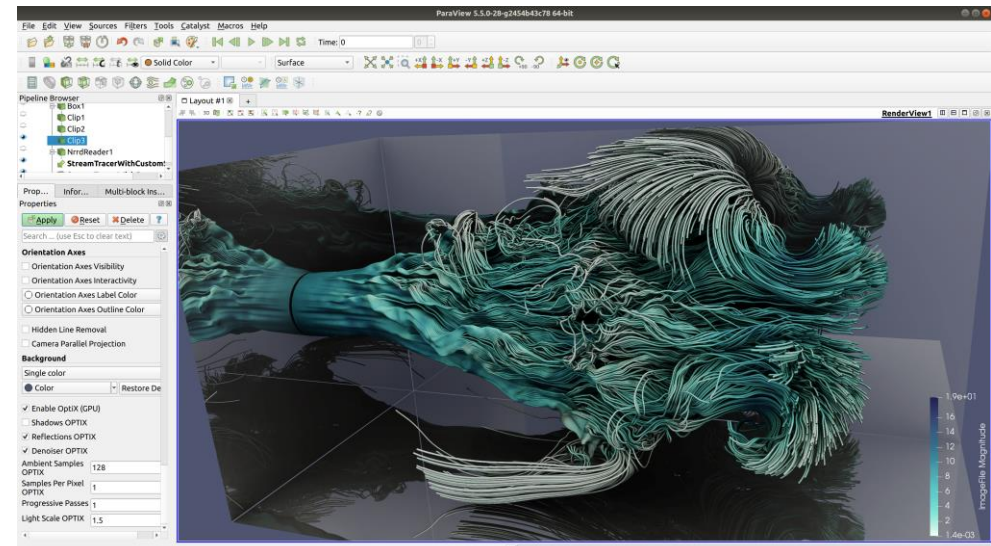 ParaView 5.5.0-28-g2454b43c78 64-bit
File Edit View Sources Filters Tools Catalyst Macros Help
Time: 0
0
Solid Color
Surface
Pipeline Browser
Layout #1
RenderView1
Box1
Clip1
Clip2
Clip3
NrrdReader1
StreamTracerWithCustom
Prop... Infor... Multi-block Ins...
Properties
Apply Reset Delete ?
Search ... (use Esc to clear text)
Orientation Axes
Orientation Axes Visibility
Orientation Axes Interactivity
Orientation Axes Label Color
Orientation Axes Outline Color
Hidden Line Removal
Camera Parallel Projection
Background
Single color
Color Restore De
Enable OptiX (GPU)
Shadows OPTIX
Reflections OPTIX
Denoiser OPTIX
Ambient Samples OPTIX 128
Samples Per Pixel OPTIX 1
Progressive Passes 1
Light Scale OPTIX 1.5
1.9e+01
16
14
12
10
8
6
4
2
1.4e-03
ImageFile Magnitude